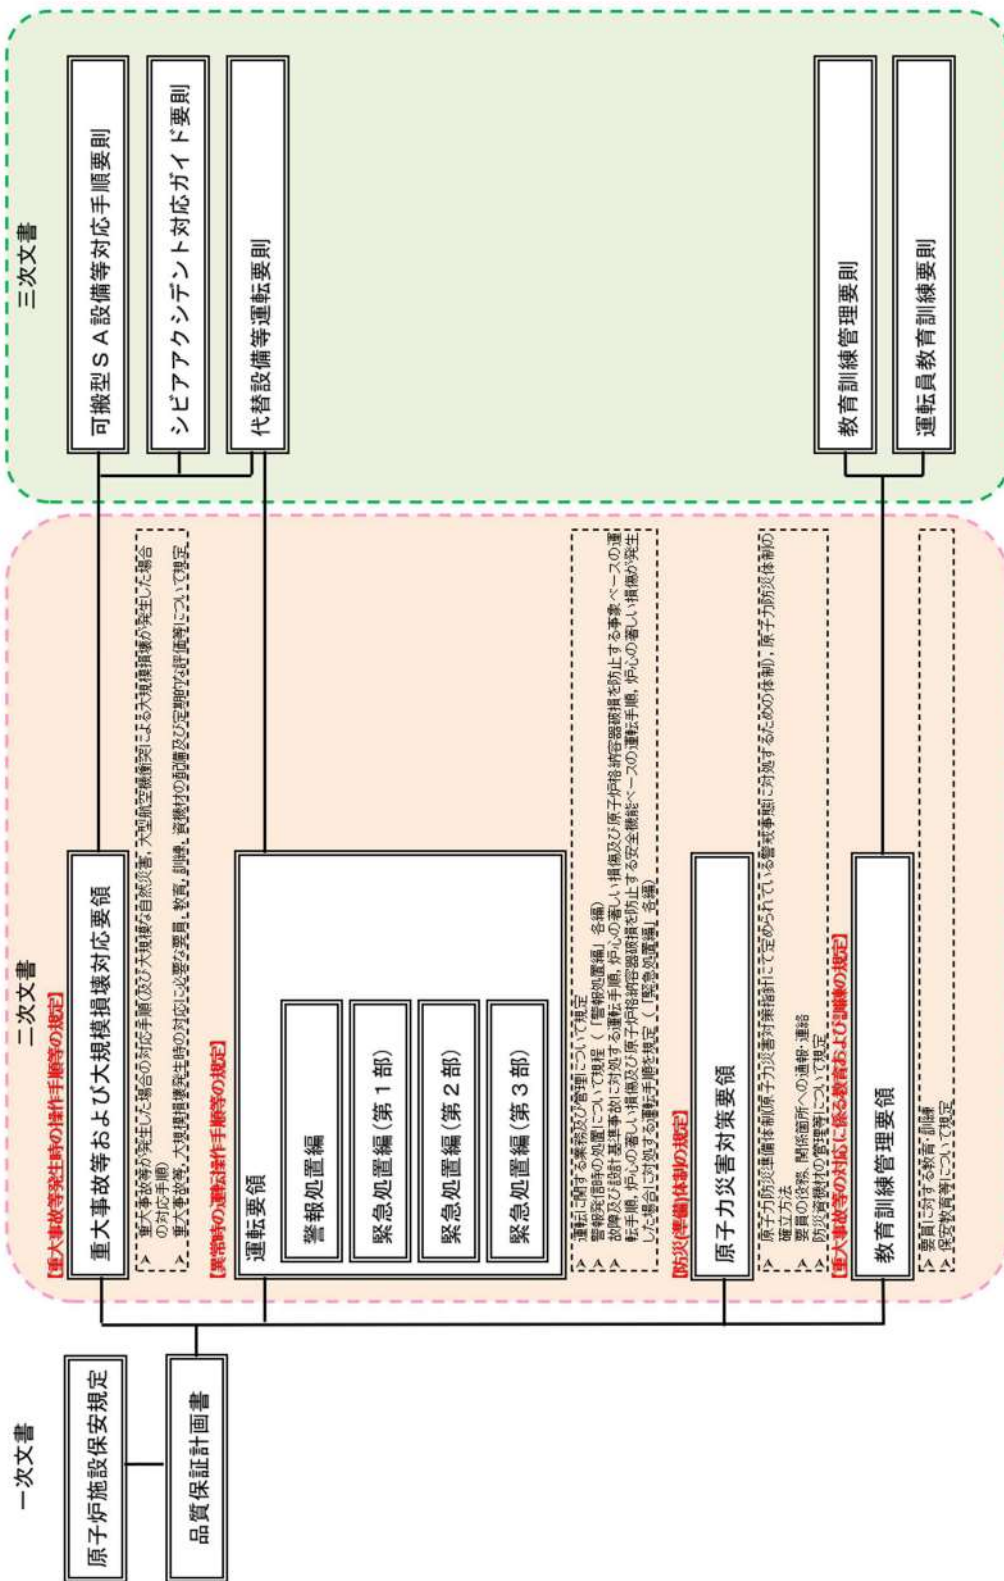 一次文書
原子炉施設保安規定
品質保証計画書
二次文書
【重大事故等発生時の操作手順等の規定】
重大事故等および大規模損壊対応要領
➢ 重大事故等が発生した場合の対応手順(及び大規模な自然災害,大型航空機衝突による大規模損壊が発生した場合
の対応手順)
➢ 重大事故等,大規模損壊発生時の対応に必要な要員,教育,訓練,資機材の配備及び定期的な評価等について規定
【異常時の運転操作手順等の規定】
運転要領
警報処置編
緊急処置編(第1部)
緊急処置編(第2部)
緊急処置編(第3部)
➢ 運転に関する業務及び管理について規定
➢ 警報発信時の処置について規程(「警報処置編」各編)
➢ 故障及び設計基準事故に対処する運転手順,炉心の著しい損傷及び原子炉格納容器破損を防止する事象ベースの運
転手順,炉心の著しい損傷及び原子炉格納容器破損を防止する安全機能ベースの運転手順,炉心の著しい損傷が発生
した場合に対処する運転手順を規定(「緊急処置編」各編)
【防災(準備)体制の規定】
原子力災害対策要領
➢ 原子力防災準備体制(原子力災害対策指針にて定められている警戒事態に対処するための体制),原子力防災体制の
確立方法
➢ 要員の役務,関係箇所への通報・連絡
➢ 防災資機材の管理等について規定
【重大事故等の対応に係る教育および訓練の規定】
教育訓練管理要領
➢ 要員に対する教育・訓練
➢ 保安教育等について規定
三次文書
可搬型SA設備等対応手順要則
シビアアクシデント対応ガイド要則
代替設備等運転要則
教育訓練管理要則
運転員教育訓練要則